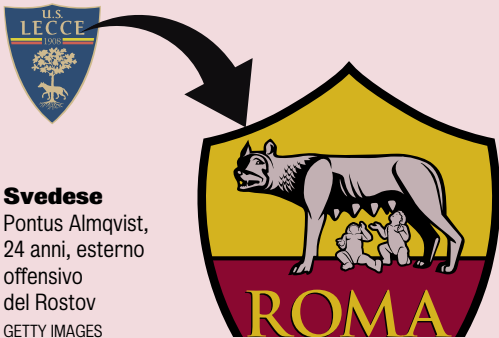 U.S.
LECCE
1908
Svedese
Pontus Almqvist,
24 anni, esterno
offensivo
del Rostov
GETTY IMAGES
ROMA